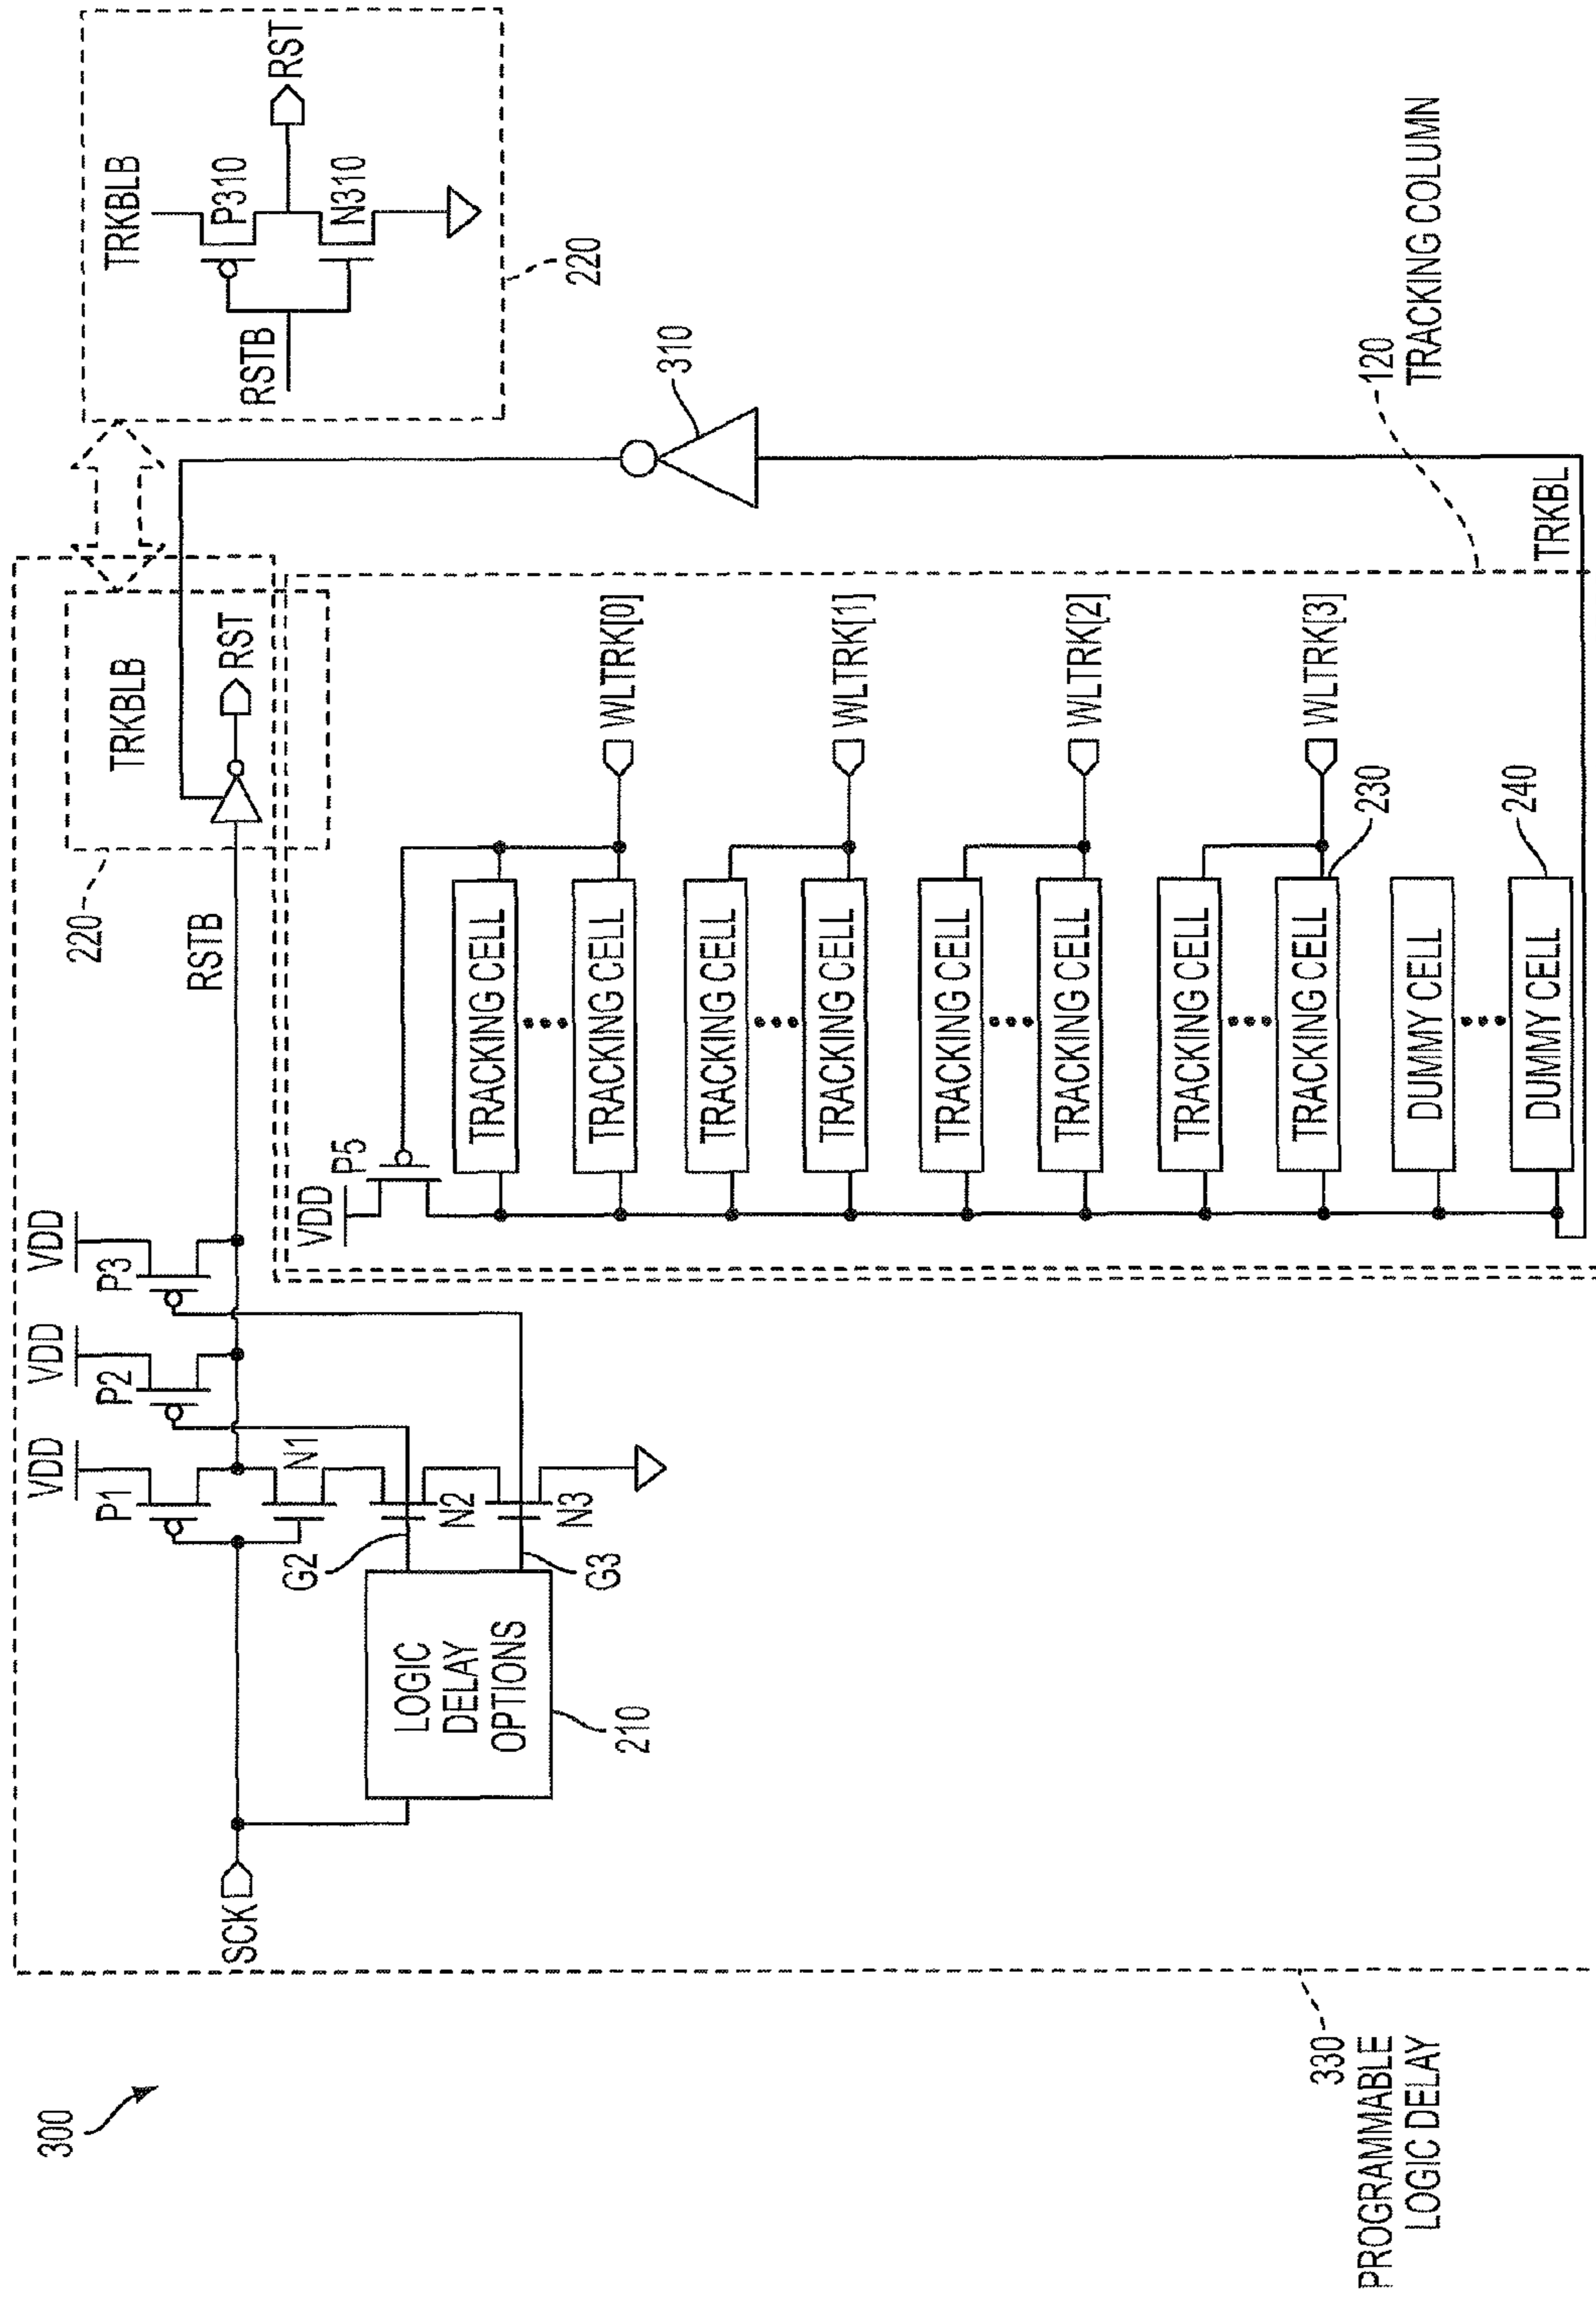 300
330
PROGRAMMABLE
LOGIC DELAY
SCK
LOGIC
DELAY
OPTIONS
210
G2
G3
VDD
P1
N1
N2
N3
VDD
P2
VDD
P3
RSTB
220
TRKBLB
RST
TRKBLB
P310
N310
RSTB
RST
220
310
VDD
P5
TRACKING CELL
TRACKING CELL
WLTRK[0]
TRACKING CELL
TRACKING CELL
WLTRK[1]
TRACKING CELL
TRACKING CELL
WLTRK[2]
TRACKING CELL
TRACKING CELL
WLTRK[3]
230
DUMMY CELL
DUMMY CELL
240
TRKBL
120
TRACKING COLUMN